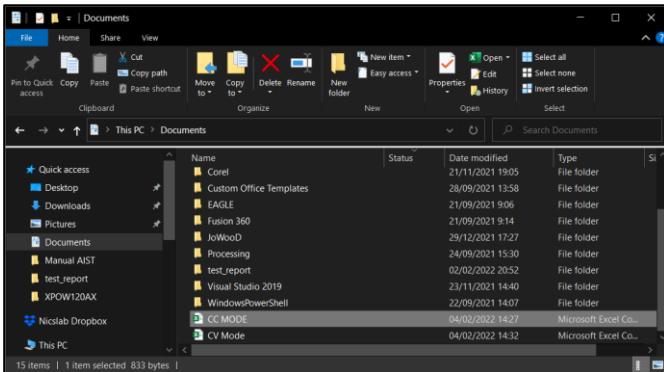 Documents
File Home Share View
Pin to Quick access
Copy
Paste
Cut
Copy path
Paste shortcut
Clipboard
Move to
Copy to
Delete
Rename
Organize
New folder
New item
Easy access
New
Properties
Open
Edit
History
Open
Select all
Select none
Invert selection
Select
This PC > Documents
Search Documents
Quick access
Desktop
Downloads
Pictures
Documents
Manual AIST
test_report
XPOW120AX
Nicslab Dropbox
This PC
Name Status Date modified Type Si
Corel 21/11/2021 19:05 File folder
Custom Office Templates 28/09/2021 13:58 File folder
EAGLE 21/09/2021 9:06 File folder
Fusion 360 21/09/2021 9:14 File folder
JoWooD 29/12/2021 17:27 File folder
Processing 24/09/2021 15:30 File folder
test_report 02/02/2022 20:52 File folder
Visual Studio 2019 23/11/2021 14:40 File folder
WindowsPowerShell 22/09/2021 14:07 File folder
CC MODE 04/02/2022 14:27 Microsoft Excel Co...
CV Mode 04/02/2022 14:32 Microsoft Excel Co...
15 items | 1 item selected 833 bytes |